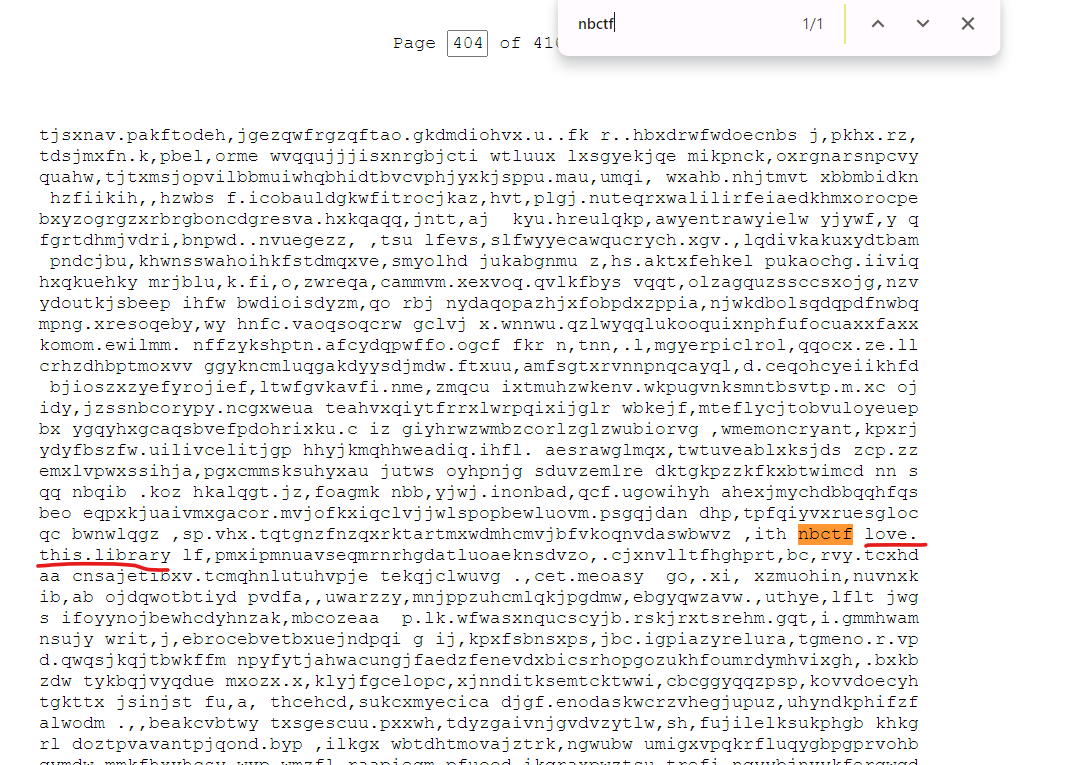 nbctf 1/1
Page 404 of 410
tjsxnav.pakftodeh,jgezqwfrgzqftao.gkdmdiohvx.u..fk r..hbxdrwfwdoecnbs j,pkhx.rz,
tdsjmxfn.k,pbel,orme wvqqujjjisxnrgbjcti wtluux lxsgyekjqe mikpnck,oxrgnarsnpcvy
quahw,tjtxmsjopvilbbmuiwhqbhidtbvcvphjyxkjsppu.mau,umqi, wxahb.nhjtmvt xbbmbidkn
hzfiikih,,hzwbs f.icobauldgkwfitrocjkaz,hvt,plgj.nuteqrxwalilirfeiaedkhmxorocpe
bxyzogrgzxrbrgboncdgresva.hxkqaqq,jntt,aj  kyu.hreulqkp,awyentrawyielw yjywf,y q
fgrtdhmjvdri,bnpwd..nvuegezz, ,tsu lfevs,slfwyyecawqucrych.xgv.,lqdivkakuxydtbam
pndcjbu,khwnsswahoihkfstdmqxve,smyolhd jukabgnmu z,hs.aktxfehkel pukaochg.iiviq
hxqkuehky mrjblu,k.fi,o,zwreqa,cammvm.xexvoq.qvlkfbys vqqt,olzagquzssccsxojg,nzv
ydoutkjsbeep ihfw bwdioisdyzm,qo rbj nydaqopazhjxfobpdxzppia,njwkdbolsqdqpdfnwbq
mpng.xresoqeby,wy hnfc.vaoqsoqcrw gclvj x.wnnwu.qzlwyqqlukooquixnphfufocuaxxfaxx
komom.ewilmm. nffzykshptn.afcydqpwffo.ogcf fkr n,tnn,.l,mgyerpiclrol,qqocx.ze.ll
crhzdhbptmoxvv ggykncmluqgakdyysdjmdw.ftxuu,amfsgtxrvnnpnqcayql,d.ceqohcyeiikhfd
bjioszxzyefyrojief,ltwfgvkavfi.nme,zmqcu ixtmuhzwkenv.wkpugvnksmntbsvtp.m.xc oj
idy,jzssnbcorypy.ncgxweua teahvxqiytfrrxlwrpqixijglr wbkejf,mteflycjtobvuloyeuep
bx ygqyhxgcaqsbvefpdohrixku.c iz giyhrwzwmbzcorlzglzwubiorvg ,wmemoncryant,kpxrj
ydyfbszfw.uilivcelitjgp hhyjkmqhhweadiq.ihfl. aesrawglmqx,twtuveablxksjds zcp.zz
emxlvpwxssihja,pgxcmmsksuhyxau jutws oyhpnjg sduvzemlre dktgkpzzkfkxbtwimcd nn s
qq nbqib .koz hkalqgt.jz,foagmk nbb,yjwj.inonbad,qcf.ugowihyh ahexjmychdbbqqhfqs
beo eqpxkjuaivmxgacor.mvjofkxiqclvjjwlspopbewluovm.psgqjdan dhp,tpfqiyvxruesgloc
qc bwnwlqgz ,sp.vhx.tqtgnzfnzqxrktartmxwdmhcmvjbfvkoqnvdaswbwvz ,ith nbctf love.
this.library lf,pmxipmnuavseqmrnrhgdatluoaeknsdvzo,.cjxnvlltfhghprt,bc,rvy.tcxhd
aa cnsajetibxv.tcmqhnlutuhvpje tekqjclwuvg .,cet.meoasy  go,.xi, xzmuohin,nuvnxk
ib,ab ojdqwotbtiyd pvdfa,,uwarzzy,mnjppzuhcmlqkjpgdmw,ebgyqwzavw.,uthye,lflt jwg
s ifoyynojbewhcdyhnzak,mbcozeaa  p.lk.wfwasxnqucscyjb.rskjrxtsrehm.gqt,i.gmmhwam
nsujy writ,j,ebrocebvetbxuejndpqi g ij,kpxfsbnsxps,jbc.igpiazyrelura,tgmeno.r.vp
d.qwqsjkqjtbwkffm npyfytjahwacungjfaedzfenevdxbicsrhopgozukhfoumrdymhvixgh,.bxkb
zdw tykbqjvyqdue mxozx.x,klyjfgcelopc,xjnnditksemtcktwwi,cbcggyqqzpsp,kovvdoecyh
tgkttx jsinjst fu,a, thcehcd,sukcxmyecica djgf.enodaskwcrzvhegjupuz,uhyndkphifzf
alwodm .,,beakcvbtwy txsgescuu.pxxwh,tdyzgaivnjgvdvzytlw,sh,fujilelksukphgb khkg
rl doztpvavantpjqond.byp ,ilkgx wbtdhtmovajztrk,ngwubw umigxvpqkrfluqygbpgprvohb